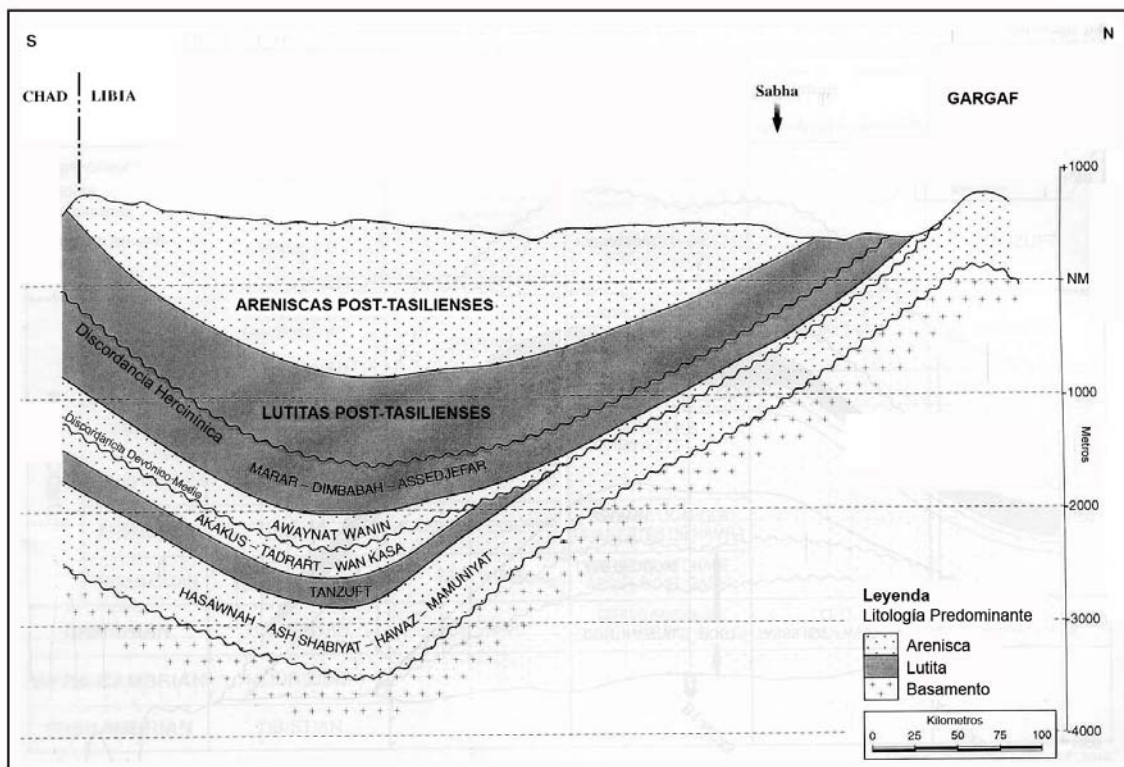 S
N
CHAD
LIBIA
Sabha
GARGAF
+1000
NM
-1000
Metros
-2000
-3000
-4000
ARENISCAS POST-TASILIENSES
LUTITAS POST-TASILIENSES
Discordancia Hercínica
MARAR – DIMBABAH – ASSEDJEFAR
Discordancia Devónico Medio
AWAYNAT WANIN
AKAKUS – TADRART – WAN KASA
TANZUFT
HASAWNAH – ASH SHABIYAT – HAWAZ – MAMUNIYAT
Leyenda
Litología Predominante
Arenisca
Lutita
Basamento
Kilometros
0 25 50 75 100